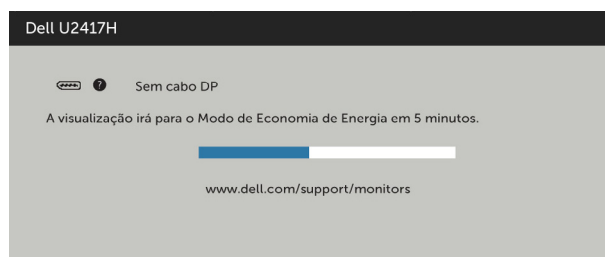 Dell U2417H
? Sem cabo DP
A visualização irá para o Modo de Economia de Energia em 5 minutos.
www.dell.com/support/monitors